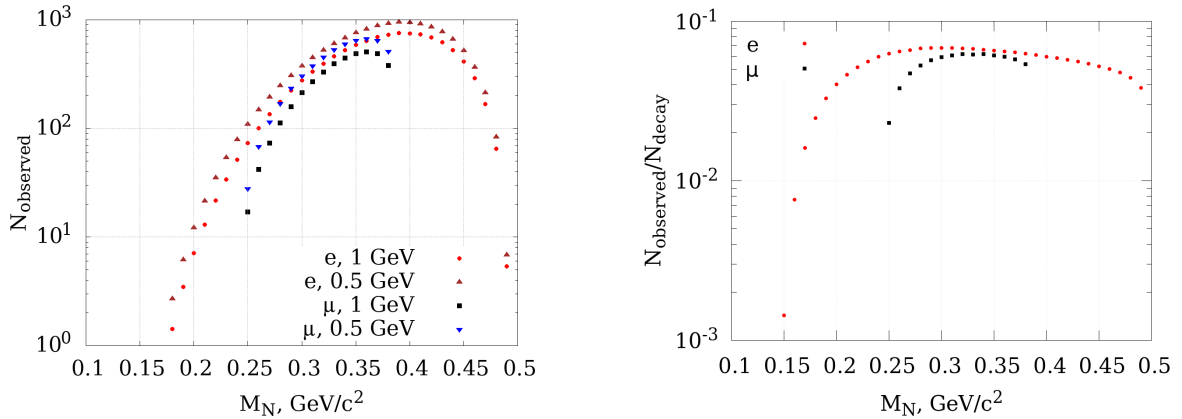 N_observed
10^3
10^2
10^1
10^0
e, 1 GeV
e, 0.5 GeV
μ, 1 GeV
μ, 0.5 GeV
0.1 0.15 0.2 0.25 0.3 0.35 0.4 0.45 0.5
M_N, GeV/c^2
N_observed/N_decay
10^-1
10^-2
10^-3
e
μ
0.1 0.15 0.2 0.25 0.3 0.35 0.4 0.45 0.5
M_N, GeV/c^2